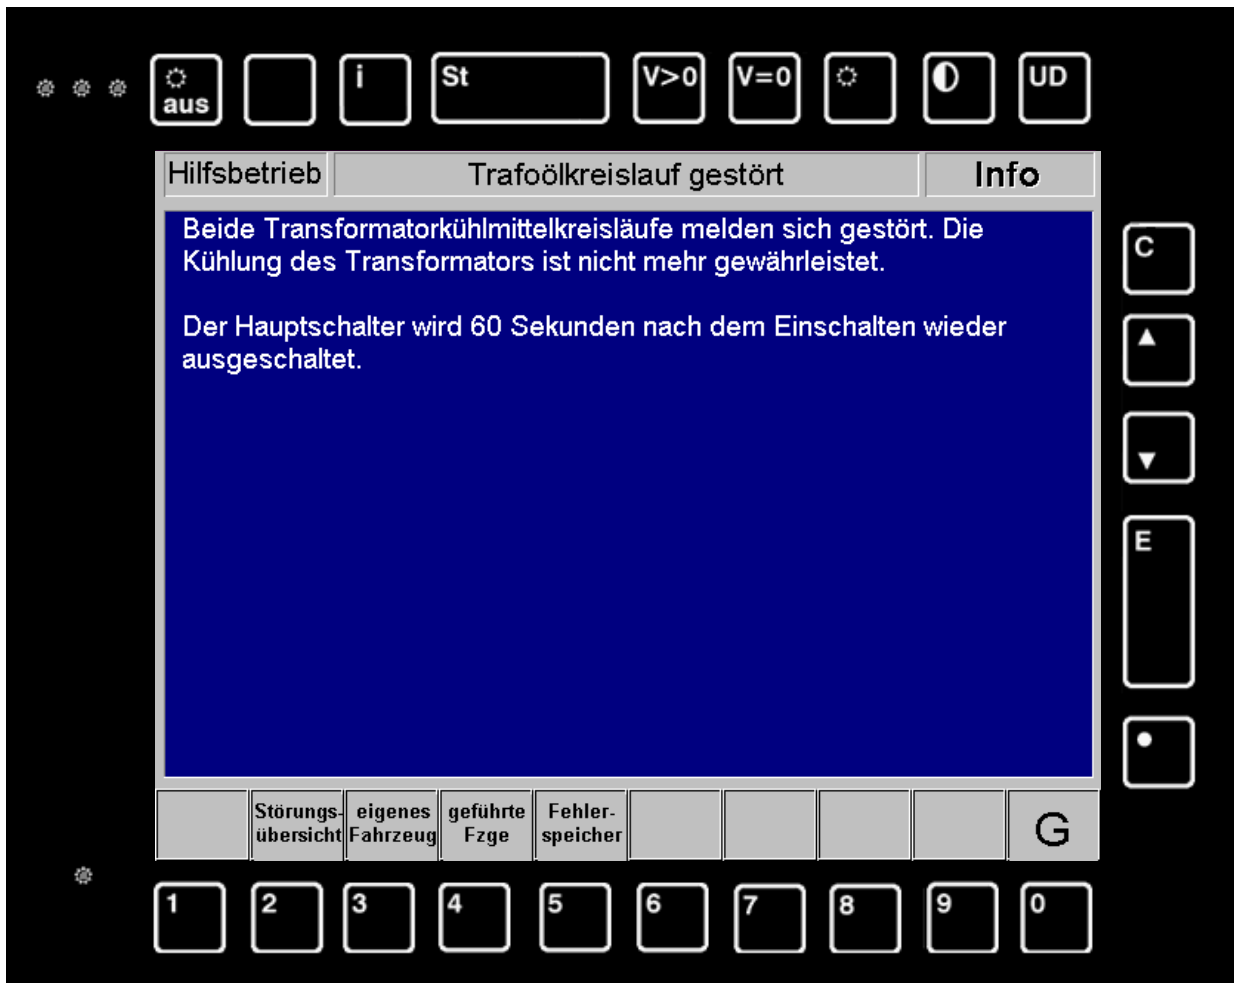 aus
i
St
V>0
V=0
UD
Hilfsbetrieb
Trafoölkreislauf gestört
Info
Beide Transformatorkühlmittelkreisläufe melden sich gestört. Die
Kühlung des Transformators ist nicht mehr gewährleistet.
Der Hauptschalter wird 60 Sekunden nach dem Einschalten wieder
ausgeschaltet.
C
E
Störungs-
übersicht
eigenes
Fahrzeug
geführte
Fzge
Fehler-
speicher
G
1
2
3
4
5
6
7
8
9
0